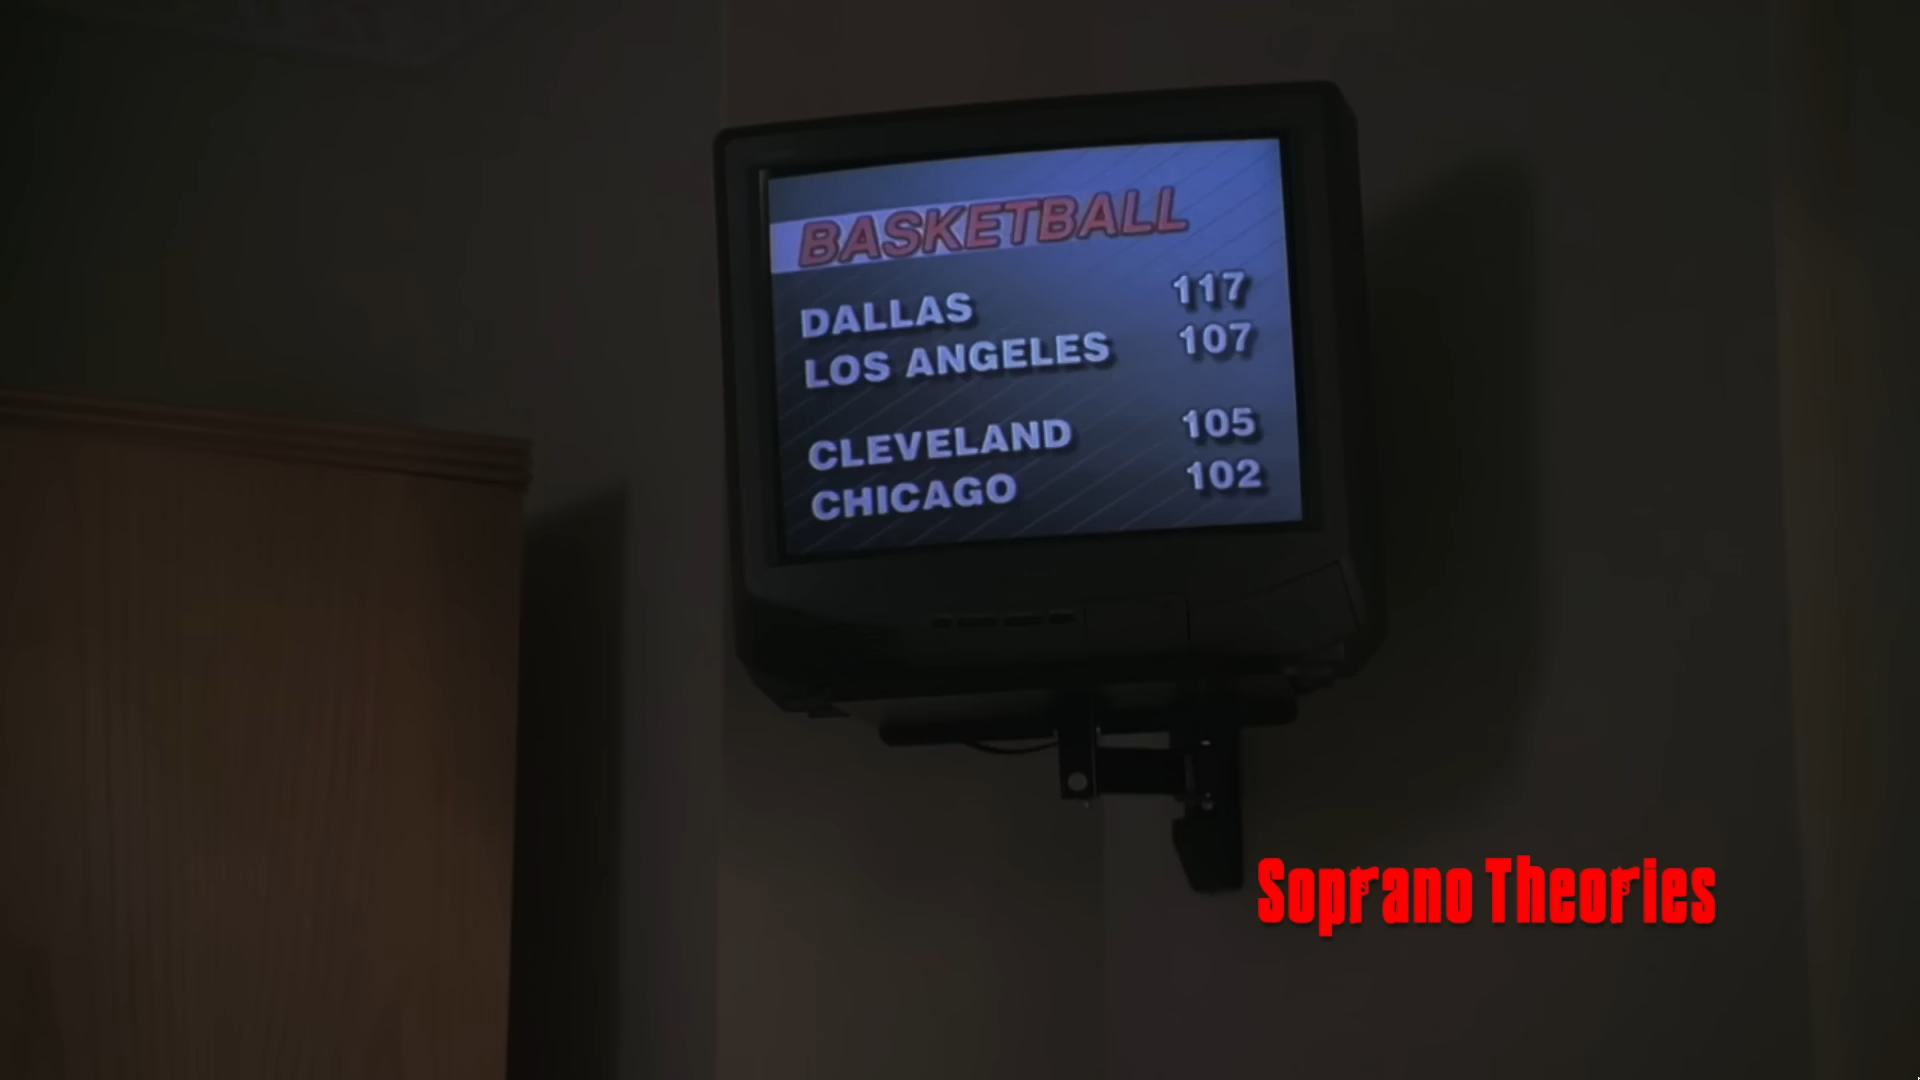 BASKETBALL
DALLAS 117
LOS ANGELES 107
CLEVELAND 105
CHICAGO 102
Soprano Theories